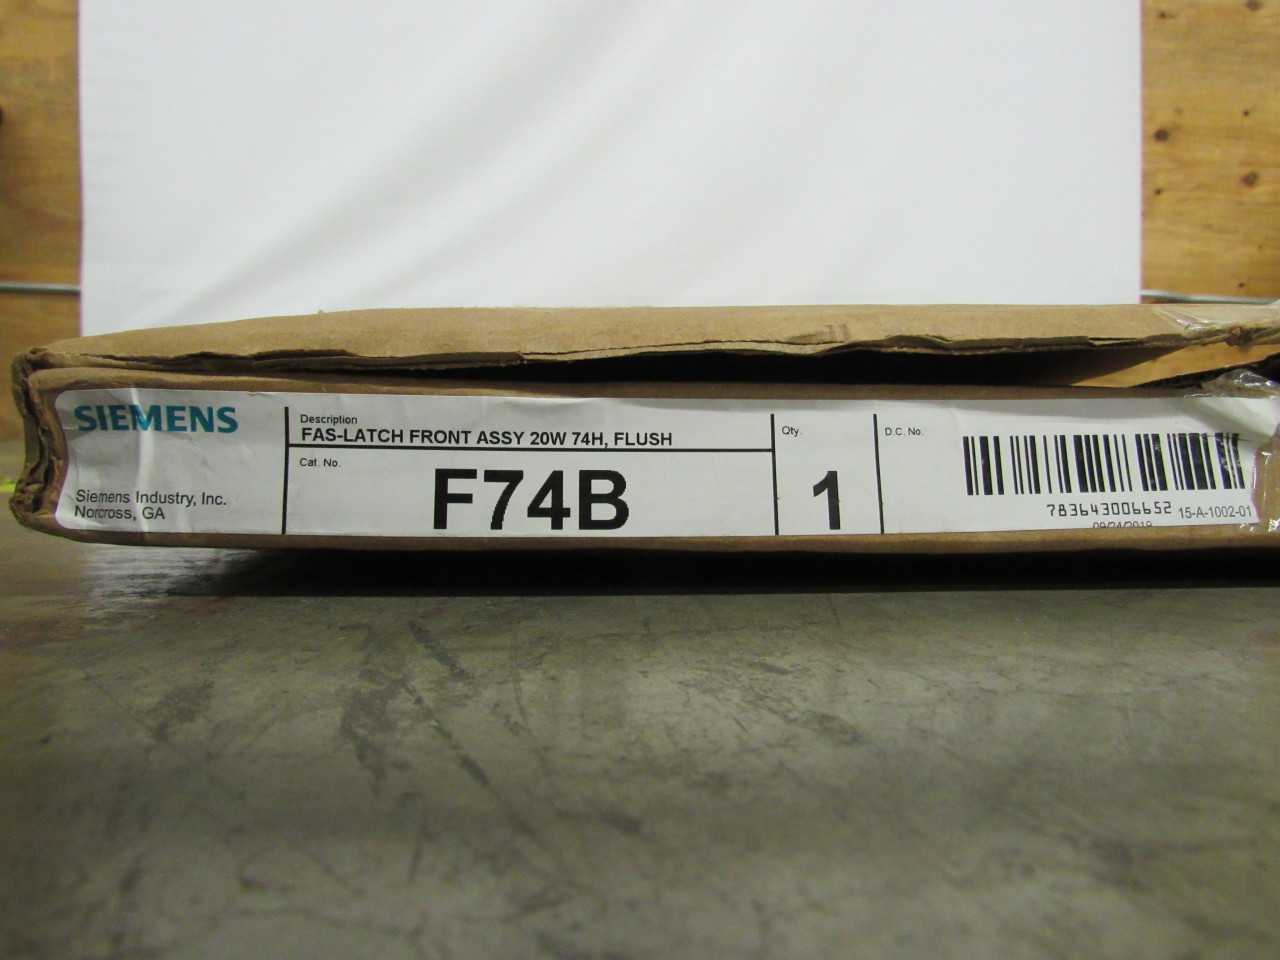 SIEMENS
Siemens Industry, Inc.
Norcross, GA
Description
FAS-LATCH FRONT ASSY 20W 74H, FLUSH
Cat. No.
F74B
Qty.
1
D.C. No.
783643006652 15-A-1002-01